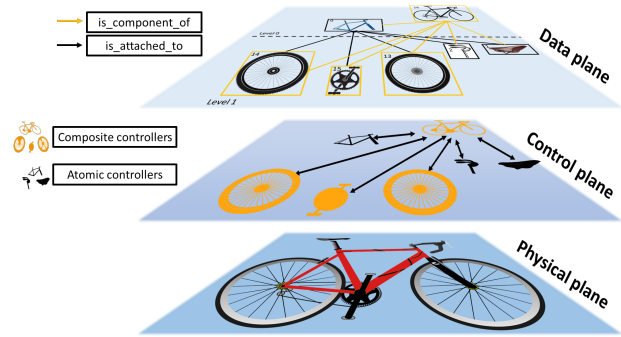 is_component_of
is_attached_to
Level 0
14
15
13
Level 1
Data plane
Composite controllers
Atomic controllers
Control plane
Physical plane